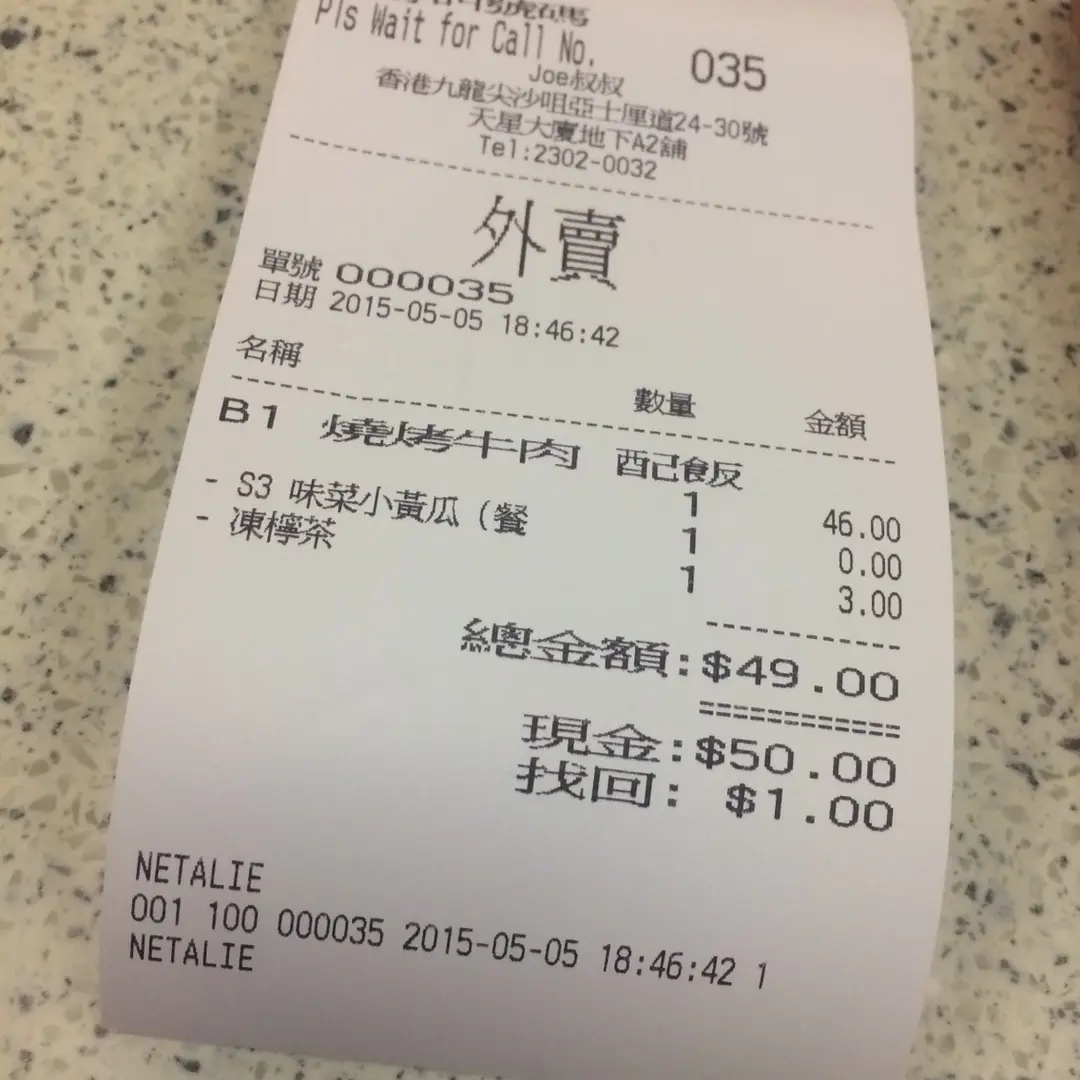 Pls Wait for Call No. 035
Joe叔叔
香港九龍尖沙咀亞士厘道24-30號
天星大廈地下A2舖
Tel:2302-0032
外賣
單號 000035
日期 2015-05-05 18:46:42
名稱 數量 金額
B1 燒烤牛肉 酉己食反
1 46.00
- S3 味菜小黃瓜（餐 1 0.00
- 凍檸茶 1 3.00
總金額:$49.00
現金:$50.00
找回: $1.00
NETALIE
001 100 000035 2015-05-05 18:46:42 1
NETALIE